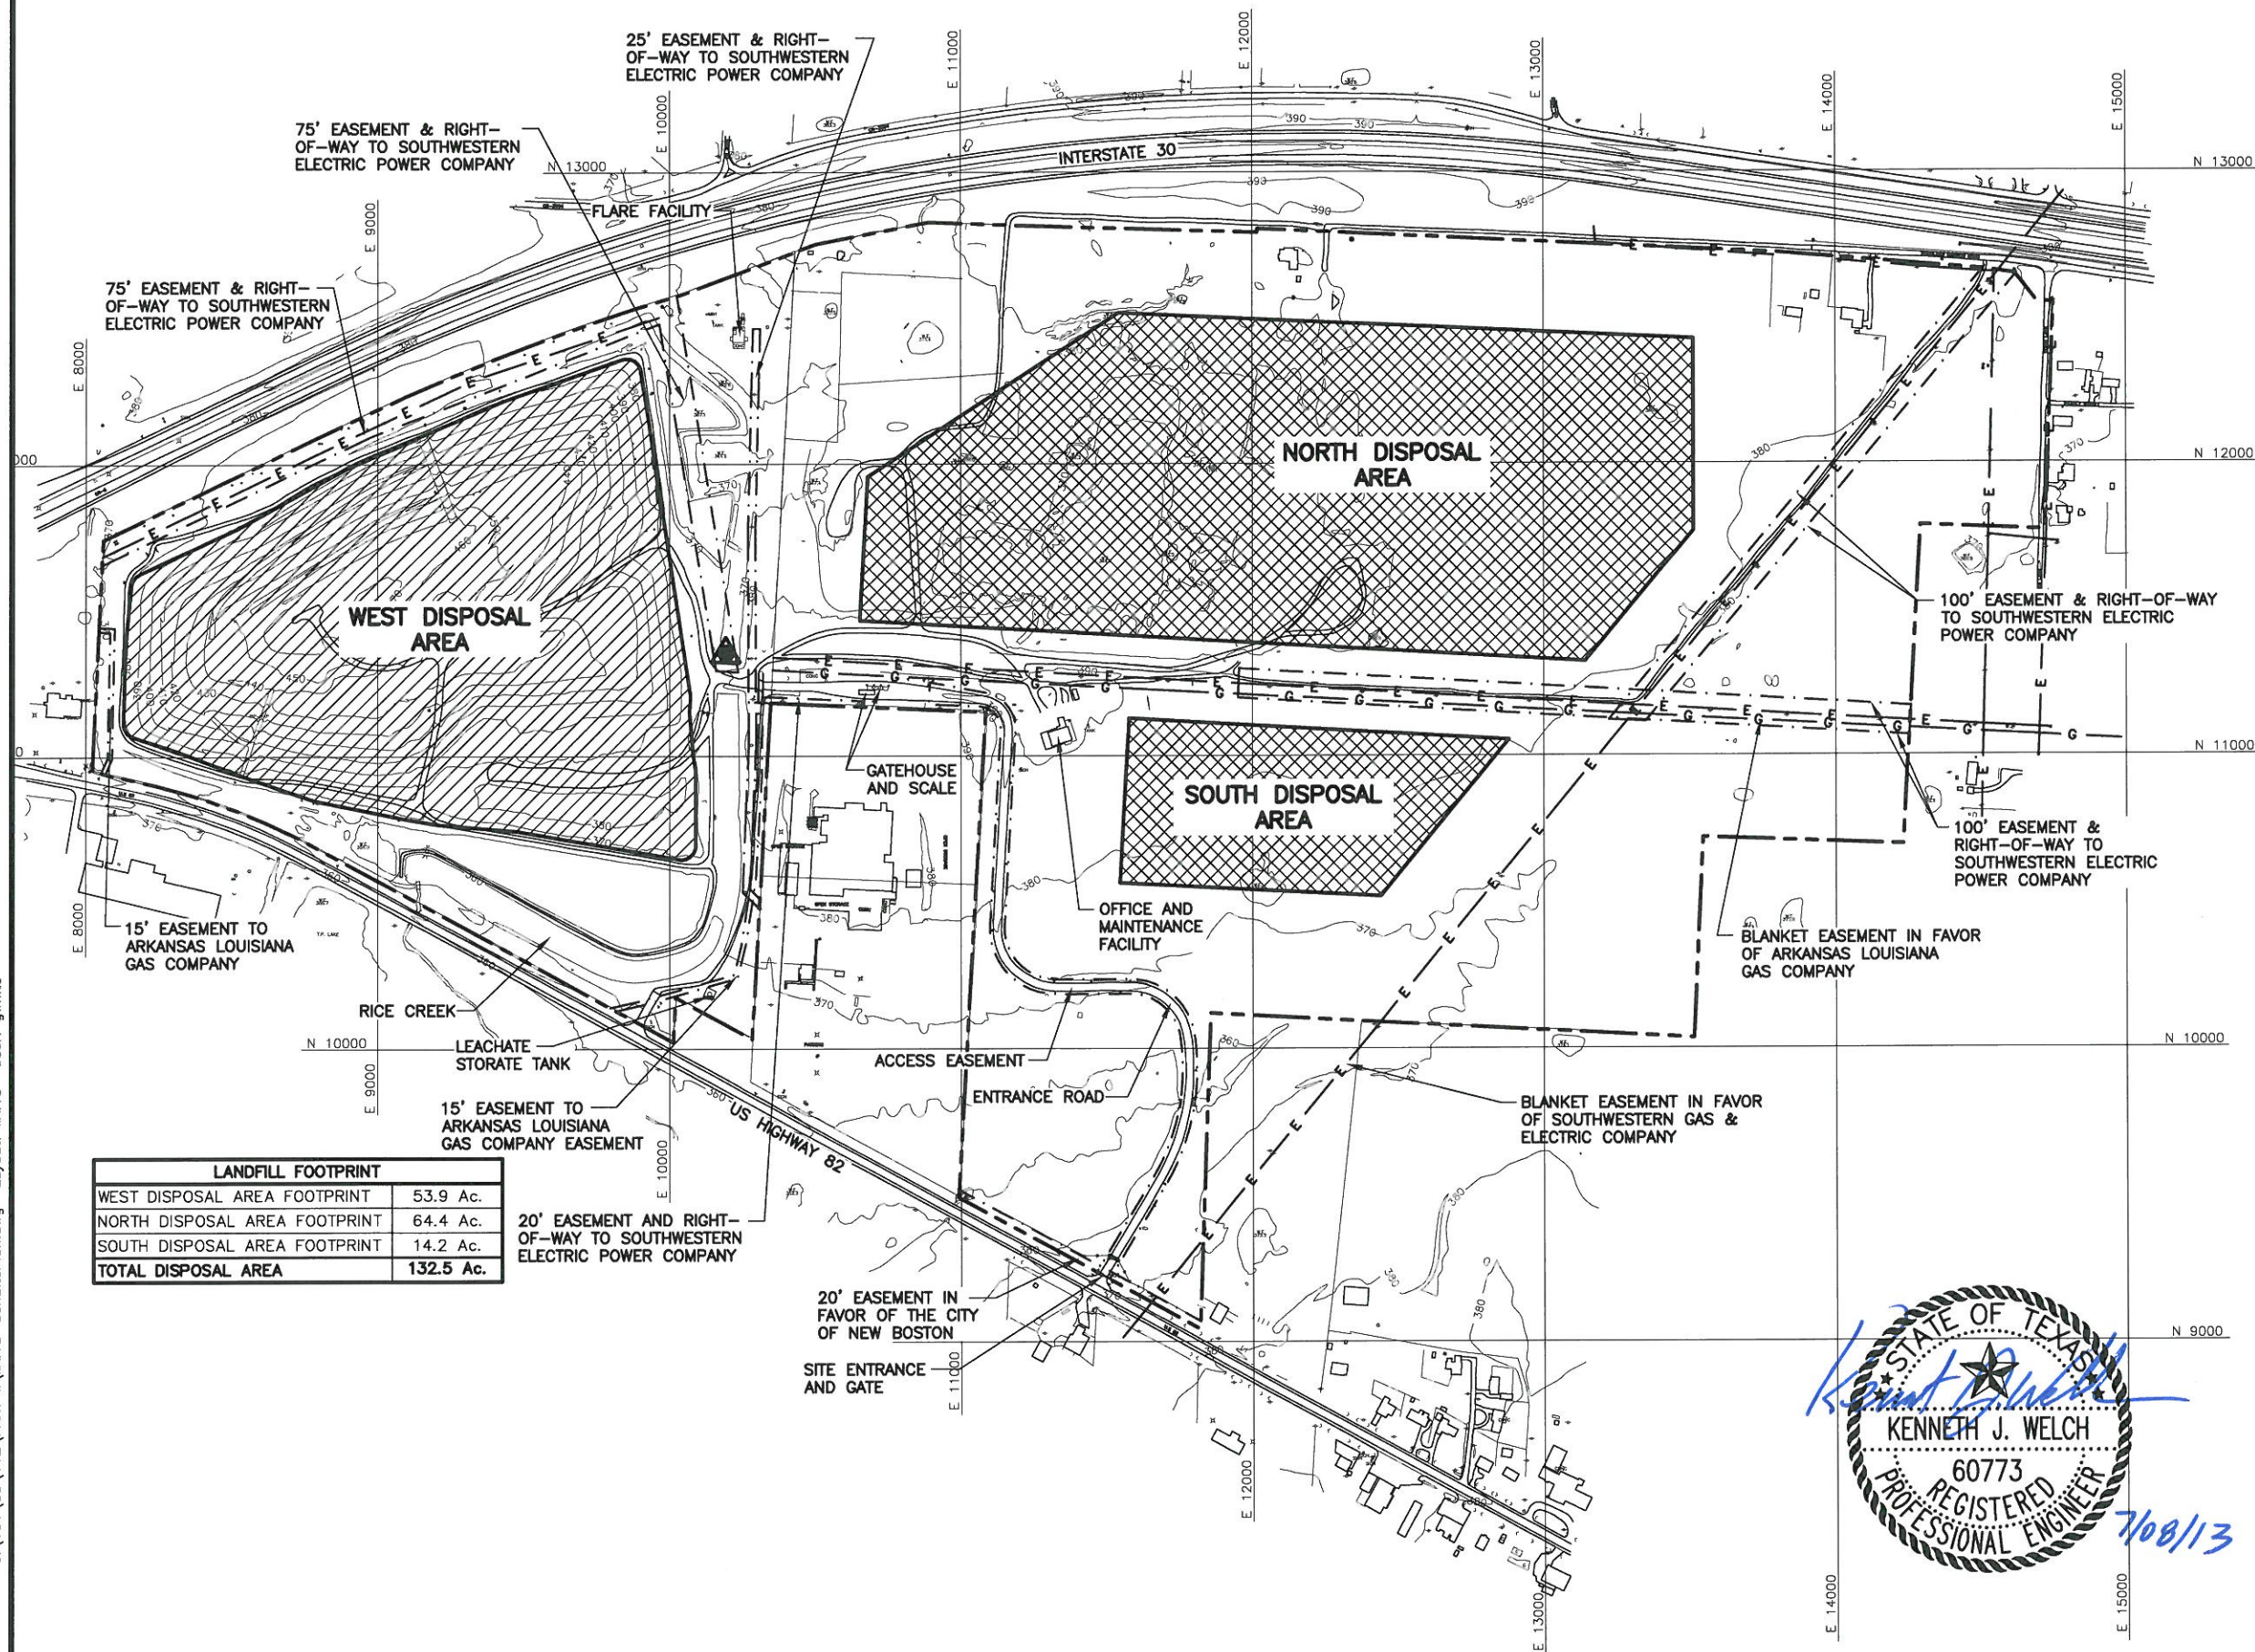 25' EASEMENT & RIGHT-
OF-WAY TO SOUTHWESTERN
ELECTRIC POWER COMPANY
E 11000
E 12000
E 13000
E 14000
E 15000
E 10000
75' EASEMENT & RIGHT-
OF-WAY TO SOUTHWESTERN
ELECTRIC POWER COMPANY
INTERSTATE 30
N 13000
N 13000
FLARE FACILITY
E 9000
75' EASEMENT & RIGHT-
OF-WAY TO SOUTHWESTERN
ELECTRIC POWER COMPANY
E 8000
NORTH DISPOSAL
AREA
N 12000
WEST DISPOSAL
AREA
100' EASEMENT & RIGHT-OF-WAY
TO SOUTHWESTERN ELECTRIC
POWER COMPANY
N 11000
GATEHOUSE
AND SCALE
SOUTH DISPOSAL
AREA
100' EASEMENT &
RIGHT-OF-WAY TO
SOUTHWESTERN ELECTRIC
POWER COMPANY
E 8000
15' EASEMENT TO
ARKANSAS LOUISIANA
GAS COMPANY
OFFICE AND
MAINTENANCE
FACILITY
BLANKET EASEMENT IN FAVOR
OF ARKANSAS LOUISIANA
GAS COMPANY
RICE CREEK
N 10000
LEACHATE
STORATE TANK
ACCESS EASEMENT
N 10000
E 9000
ENTRANCE ROAD
15' EASEMENT TO
ARKANSAS LOUISIANA
GAS COMPANY EASEMENT
US HIGHWAY 82
BLANKET EASEMENT IN FAVOR
OF SOUTHWESTERN GAS &
ELECTRIC COMPANY
E 10000
LANDFILL FOOTPRINT
WEST DISPOSAL AREA FOOTPRINT 53.9 Ac.
NORTH DISPOSAL AREA FOOTPRINT 64.4 Ac.
SOUTH DISPOSAL AREA FOOTPRINT 14.2 Ac.
TOTAL DISPOSAL AREA 132.5 Ac.
20' EASEMENT AND RIGHT-
OF-WAY TO SOUTHWESTERN
ELECTRIC POWER COMPANY
20' EASEMENT IN
FAVOR OF THE CITY
OF NEW BOSTON
SITE ENTRANCE
AND GATE
E 11000
N 9000
E 12000
E 13000
E 14000
E 15000
STATE OF TEXAS
KENNETH J. WELCH
60773
REGISTERED
PROFESSIONAL ENGINEER
7/08/13